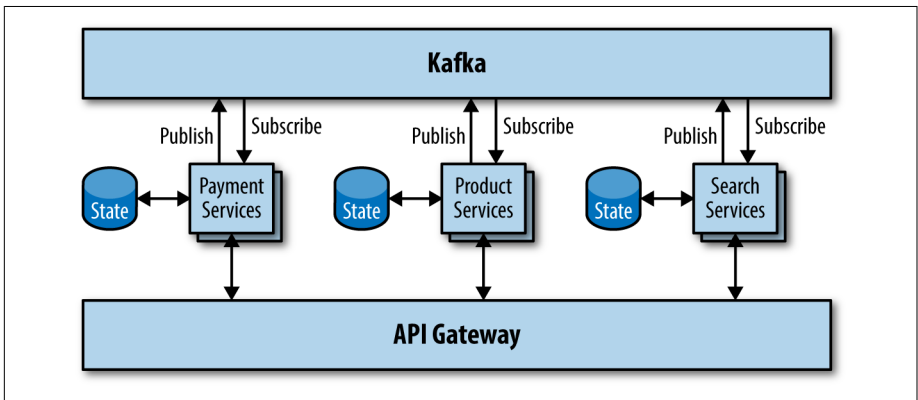 Kafka
Publish
Subscribe
Publish
Subscribe
Publish
Subscribe
State
Payment
Services
State
Product
Services
State
Search
Services
API Gateway